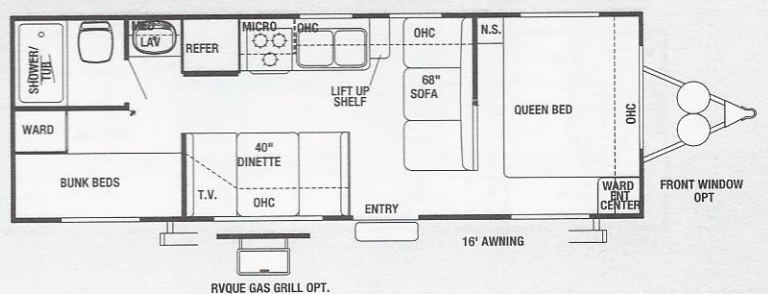 SHOWER/
TUB
MED
LAV
REFER
MICRO
OHC
LIFT UP
SHELF
OHC
68"
SOFA
N.S.
QUEEN BED
OHC
WARD
BUNK BEDS
40"
DINETTE
T.V.
OHC
ENTRY
WARD
ENT
CENTER
FRONT WINDOW
OPT
16' AWNING
RVQUE GAS GRILL OPT.